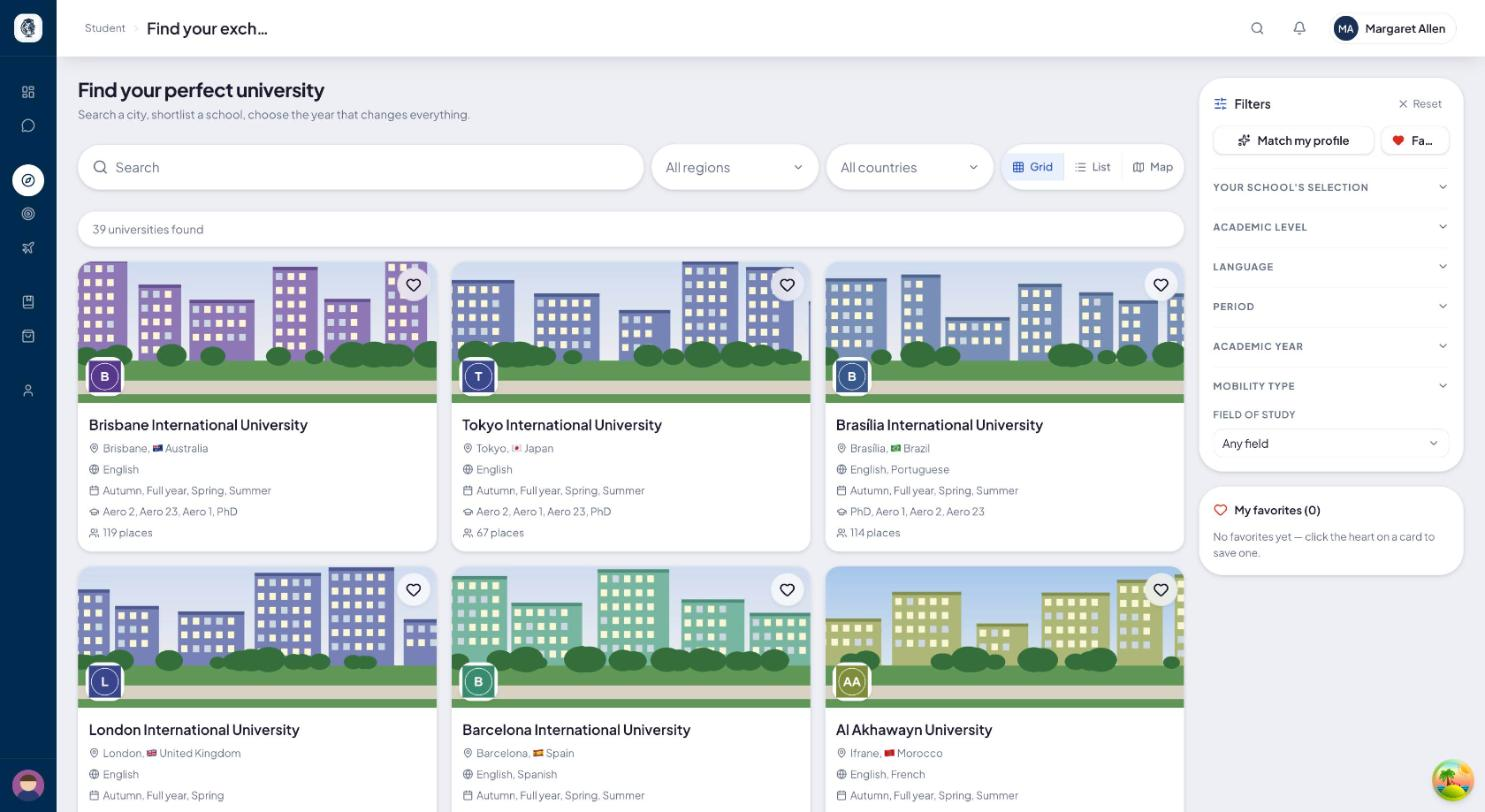 Student
Find your exch...
MA
Margaret Allen
Find your perfect university
Search a city, shortlist a school, choose the year that changes everything.
Search
All regions
All countries
Grid
List
Map
39 universities found
B
Brisbane International University
Brisbane, Australia
English
Autumn, Full year, Spring, Summer
Aero 2, Aero 23, Aero 1, PhD
119 places
T
Tokyo International University
Tokyo, Japan
English
Autumn, Full year, Spring, Summer
Aero 2, Aero 1, Aero 23, PhD
67 places
B
Brasília International University
Brasília, Brazil
English, Portuguese
Autumn, Full year, Spring, Summer
PhD, Aero 1, Aero 2, Aero 23
114 places
L
London International University
London, United Kingdom
English
Autumn, Full year, Spring
B
Barcelona International University
Barcelona, Spain
English, Spanish
Autumn, Full year, Spring, Summer
AA
Al Akhawayn University
Ifrane, Morocco
English, French
Autumn, Full year, Spring, Summer
Filters
Reset
Match my profile
Fa...
YOUR SCHOOL'S SELECTION
ACADEMIC LEVEL
LANGUAGE
PERIOD
ACADEMIC YEAR
MOBILITY TYPE
FIELD OF STUDY
Any field
My favorites (0)
No favorites yet — click the heart on a card to
save one.